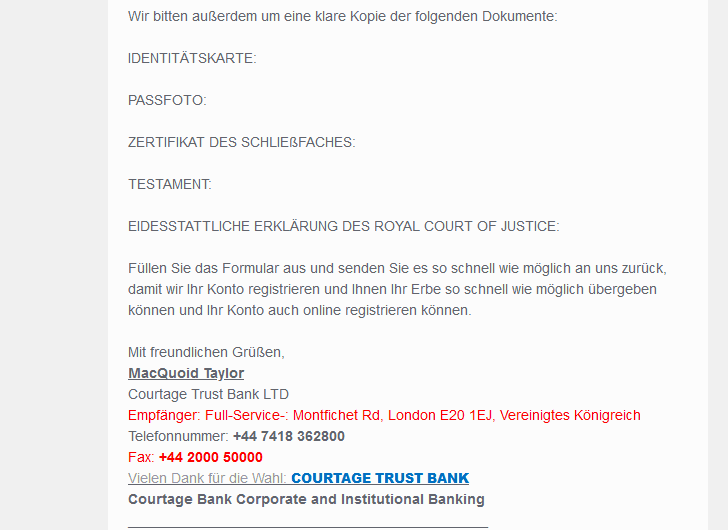 Wir bitten außerdem um eine klare Kopie der folgenden Dokumente:
IDENTITÄTSKARTE:
PASSFOTO:
ZERTIFIKAT DES SCHLIEßFACHES:
TESTAMENT:
EIDESSTATTLICHE ERKLÄRUNG DES ROYAL COURT OF JUSTICE:
Füllen Sie das Formular aus und senden Sie es so schnell wie möglich an uns zurück,
damit wir Ihr Konto registrieren und Ihnen Ihr Erbe so schnell wie möglich übergeben
können und Ihr Konto auch online registrieren können.
Mit freundlichen Grüßen,
MacQuoid Taylor
Courtage Trust Bank LTD
Empfänger: Full-Service-: Montfichet Rd, London E20 1EJ, Vereinigtes Königreich
Telefonnummer: +44 7418 362800
Fax: +44 2000 50000
Vielen Dank für die Wahl: COURTAGE TRUST BANK
Courtage Bank Corporate and Institutional Banking